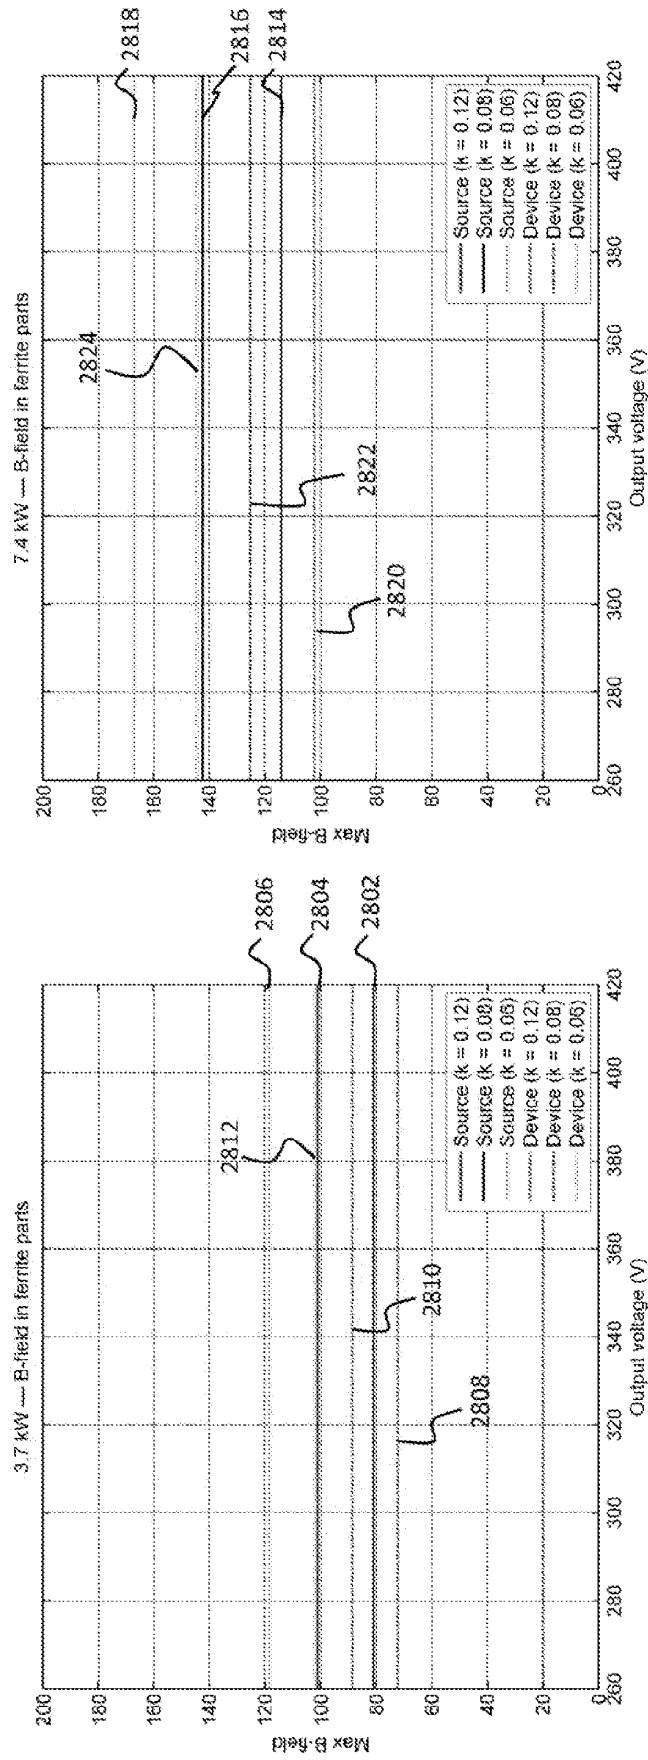 3.7 kW — B-field in ferrite parts
Max B-field
200
180
160
140
120
100
80
60
40
20
0
260
280
300
320
340
360
380
400
420
Output voltage (V)
Source (k = 0.12)
Source (k = 0.08)
Source (k = 0.06)
Device (k = 0.12)
Device (k = 0.08)
Device (k = 0.06)
2806
2804
2802
2812
2810
2808
7.4 kW — B-field in ferrite parts
Max B-field
200
180
160
140
120
100
80
60
40
20
0
260
280
300
320
340
360
380
400
420
Output voltage (V)
Source (k = 0.12)
Source (k = 0.08)
Source (k = 0.06)
Device (k = 0.12)
Device (k = 0.08)
Device (k = 0.06)
2818
2816
2814
2824
2822
2820